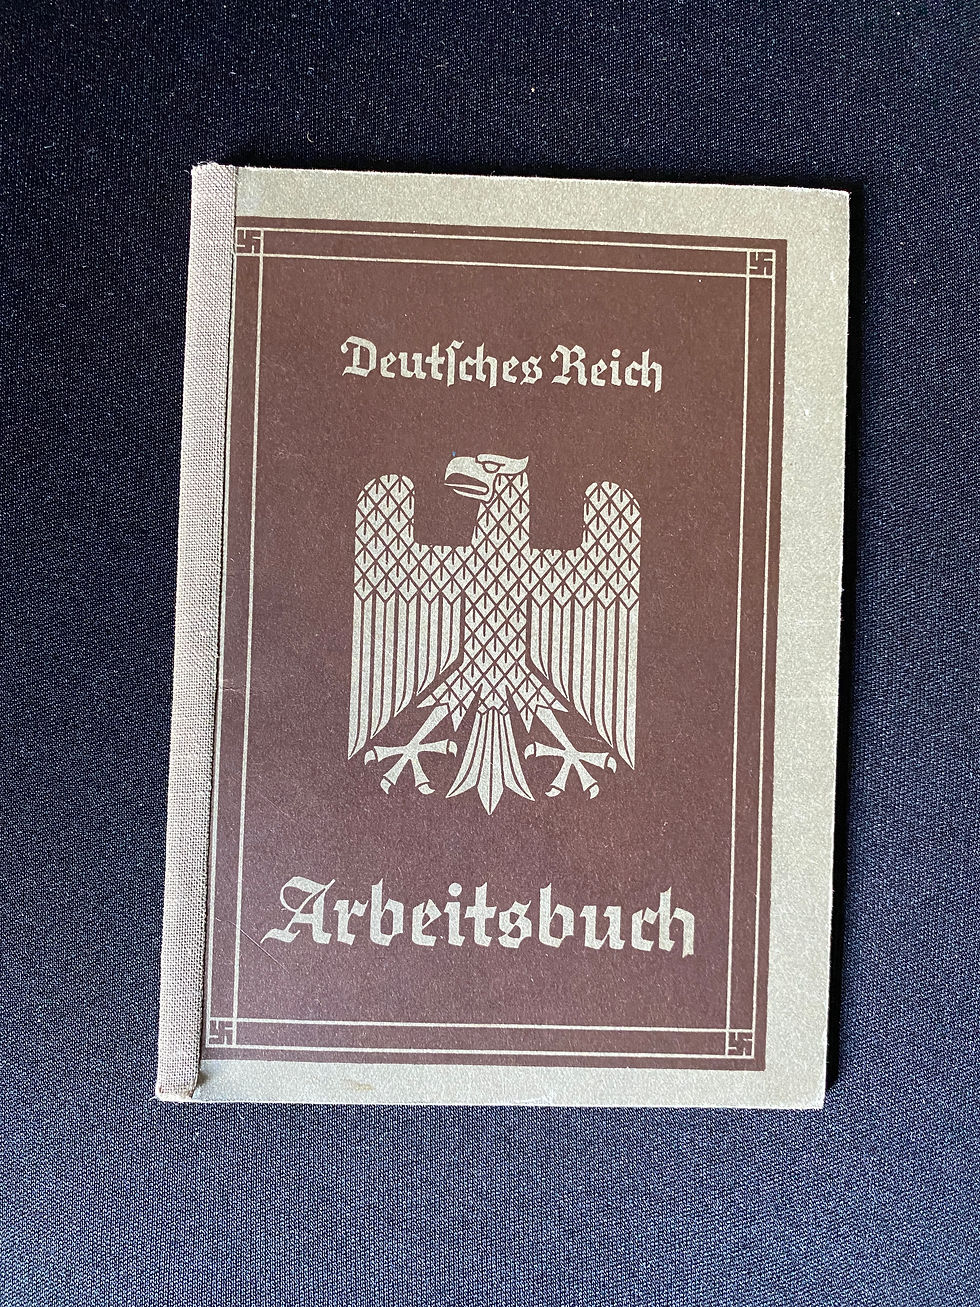 Deutſches Reich
Arbeitsbuch